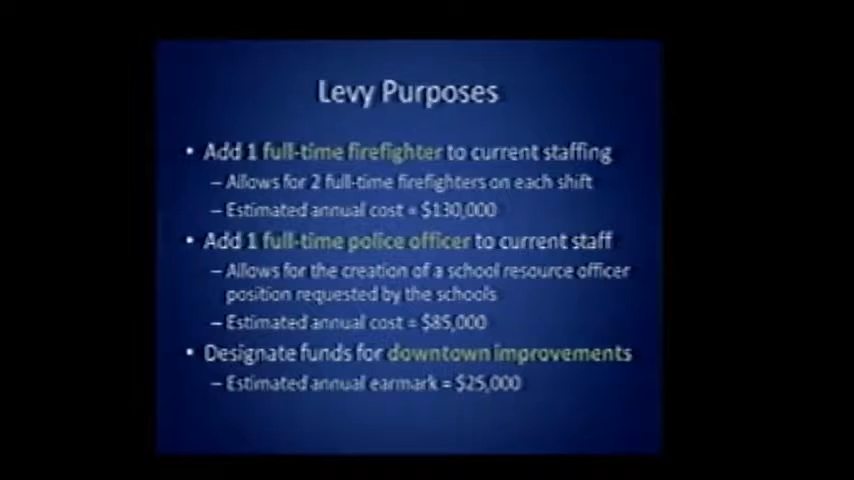 Levy Purposes
• Add 1 full-time firefighter to current staffing
– Allows for 2 full-time firefighters on each shift
– Estimated annual cost = $130,000
• Add 1 full-time police officer to current staff
– Allows for the creation of a school resource officer
position requested by the schools
– Estimated annual cost = $85,000
• Designate funds for downtown improvements
– Estimated annual earmark = $25,000